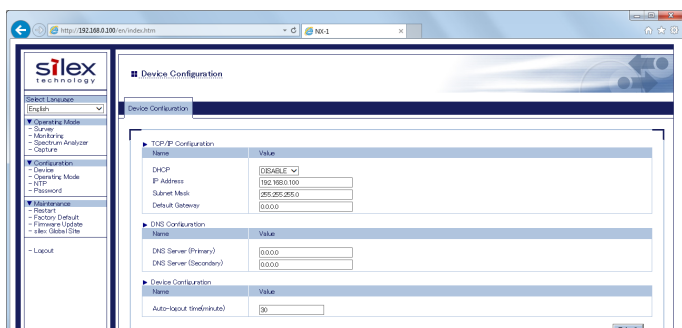 http://192.168.0.100/en/index.htm
NX-1
silex
technology
Device Configuration
Select Language
English
Device Configuration
▼ Operating Mode
- Survey
- Monitoring
- Spectrum Analyzer
- Capture
▼ Configuration
- Device
- Operating Mode
- NTP
- Password
▼ Maintenance
- Restart
- Factory Default
- Firmware Update
- silex Global Site
- Logout
▶ TCP/IP Configuration
Name Value
DHCP DISABLE
IP Address 192.168.0.100
Subnet Mask 255.255.255.0
Default Gateway 0.0.0.0
▶ DNS Configuration
Name Value
DNS Server (Primary) 0.0.0.0
DNS Server (Secondary) 0.0.0.0
▶ Device Configuration
Name Value
Auto-logout time(minute) 30